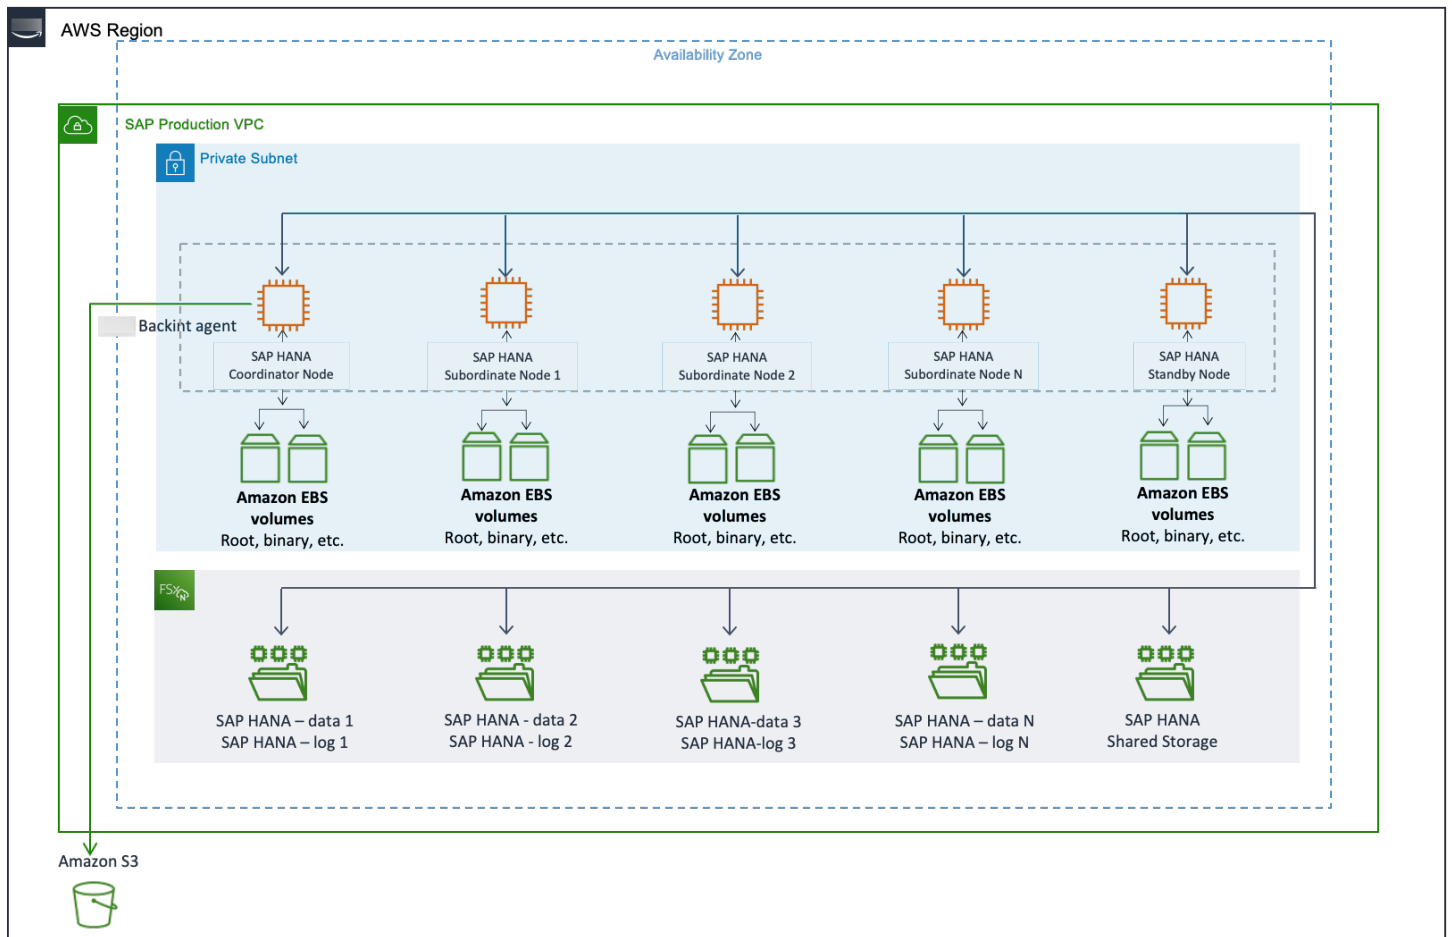 AWS Region
Availability Zone
SAP Production VPC
Private Subnet
Backint agent
SAP HANA
Coordinator Node
SAP HANA
Subordinate Node 1
SAP HANA
Subordinate Node 2
SAP HANA
Subordinate Node N
SAP HANA
Standby Node
Amazon EBS
volumes
Root, binary, etc.
Amazon EBS
volumes
Root, binary, etc.
Amazon EBS
volumes
Root, binary, etc.
Amazon EBS
volumes
Root, binary, etc.
Amazon EBS
volumes
Root, binary, etc.
FSx
N
SAP HANA – data 1
SAP HANA – log 1
SAP HANA - data 2
SAP HANA - log 2
SAP HANA-data 3
SAP HANA-log 3
SAP HANA – data N
SAP HANA – log N
SAP HANA
Shared Storage
Amazon S3